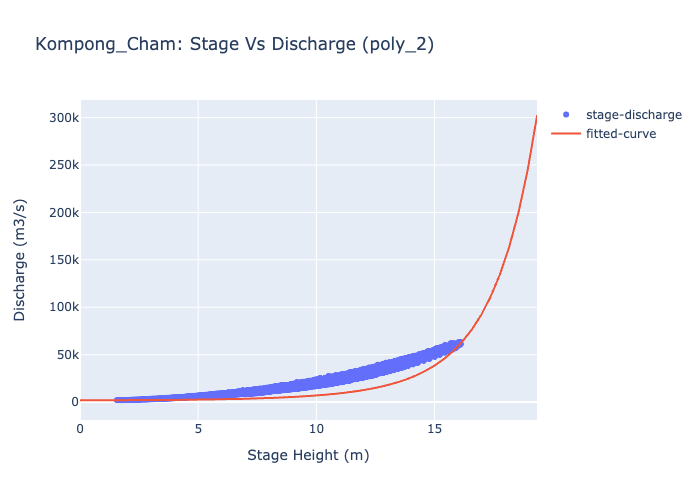 Kompong_Cham: Stage Vs Discharge (poly_2)
stage-discharge
fitted-curve
300k
250k
200k
150k
100k
50k
0
0
5
10
15
Discharge (m3/s)
Stage Height (m)